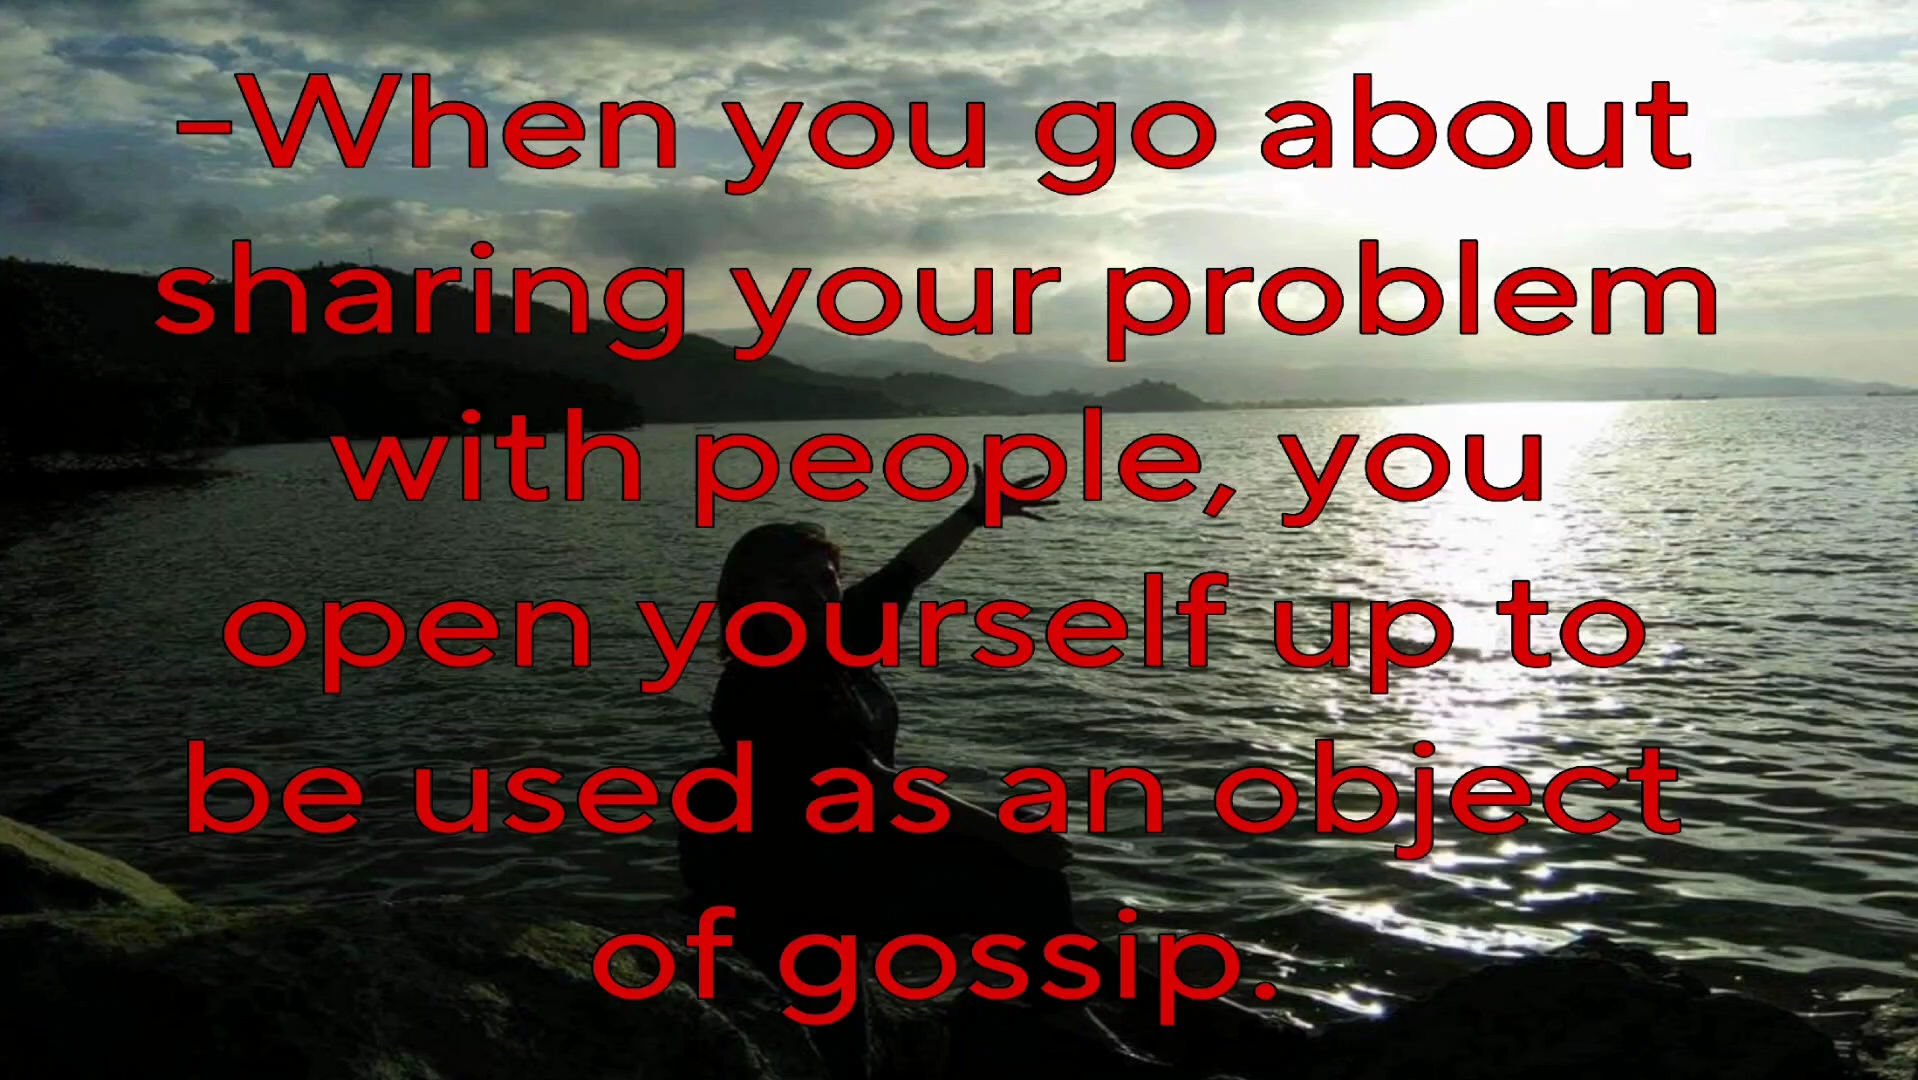 -When you go about
sharing your problem
with people, you
open yourself up to
be used as an object
of gossip.